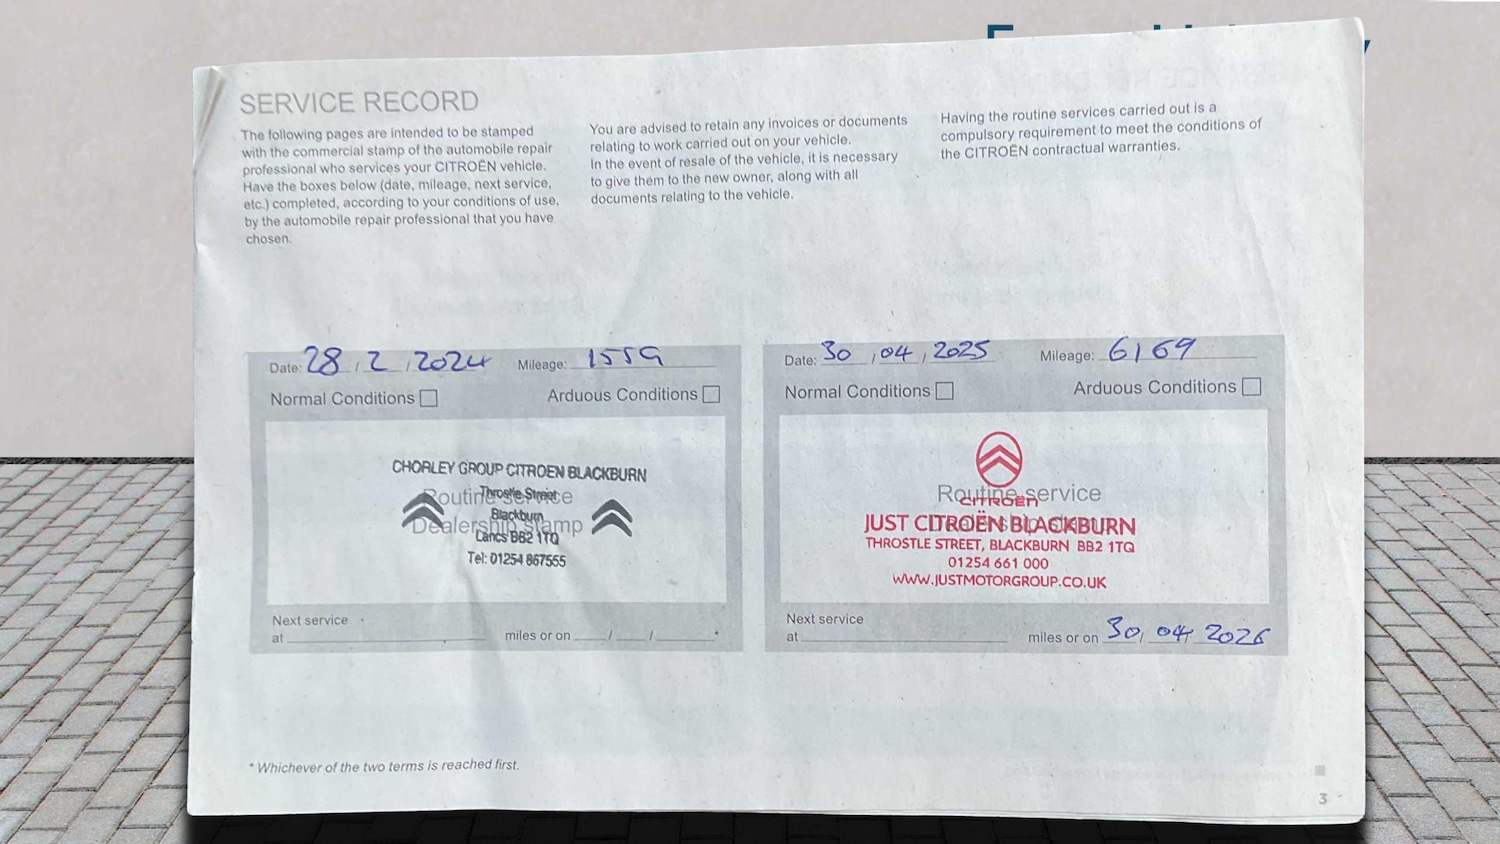 SERVICE RECORD
The following pages are intended to be stamped
with the commercial stamp of the automobile repair
professional who services your CITROËN vehicle.
Have the boxes below (date, mileage, next service,
etc.) completed, according to your conditions of use,
by the automobile repair professional that you have
chosen.
You are advised to retain any invoices or documents
relating to work carried out on your vehicle.
In the event of resale of the vehicle, it is necessary
to give them to the new owner, along with all
documents relating to the vehicle.
Having the routine services carried out is a
compulsory requirement to meet the conditions of
the CITROËN contractual warranties.
Date: 28 / 2 / 2024 Mileage: 1559
Normal Conditions Arduous Conditions
CHORLEY GROUP CITROEN BLACKBURN
Routine service
Throstle Street
Blackburn
Dealership stamp
Lancs BB2 1TQ
Tel: 01254 867555
Next service
at miles or on / / *
Date: 30 / 04 / 2025 Mileage: 6169
Normal Conditions Arduous Conditions
Routine service
CITROËN
JUST CITROËN BLACKBURN
THROSTLE STREET, BLACKBURN BB2 1TQ
01254 661 000
WWW.JUSTMOTORGROUP.CO.UK
Next service
at miles or on 30 / 04 / 2026
* Whichever of the two terms is reached first.
3